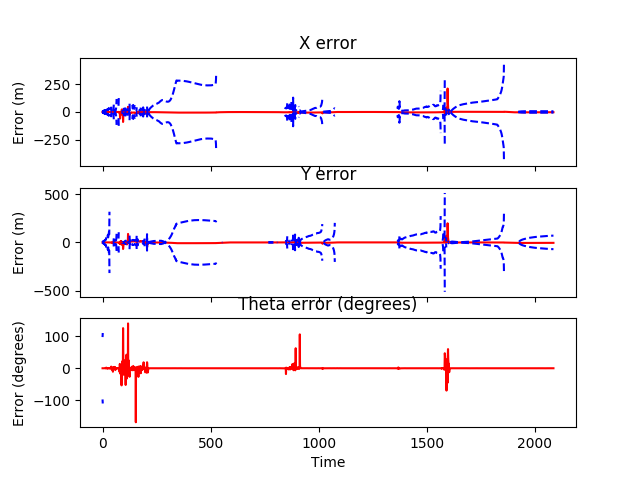 X error
Error (m)
250
0
−250
Y error
Error (m)
500
0
−500
Theta error (degrees)
Error (degrees)
100
0
−100
0
500
1000
1500
2000
Time